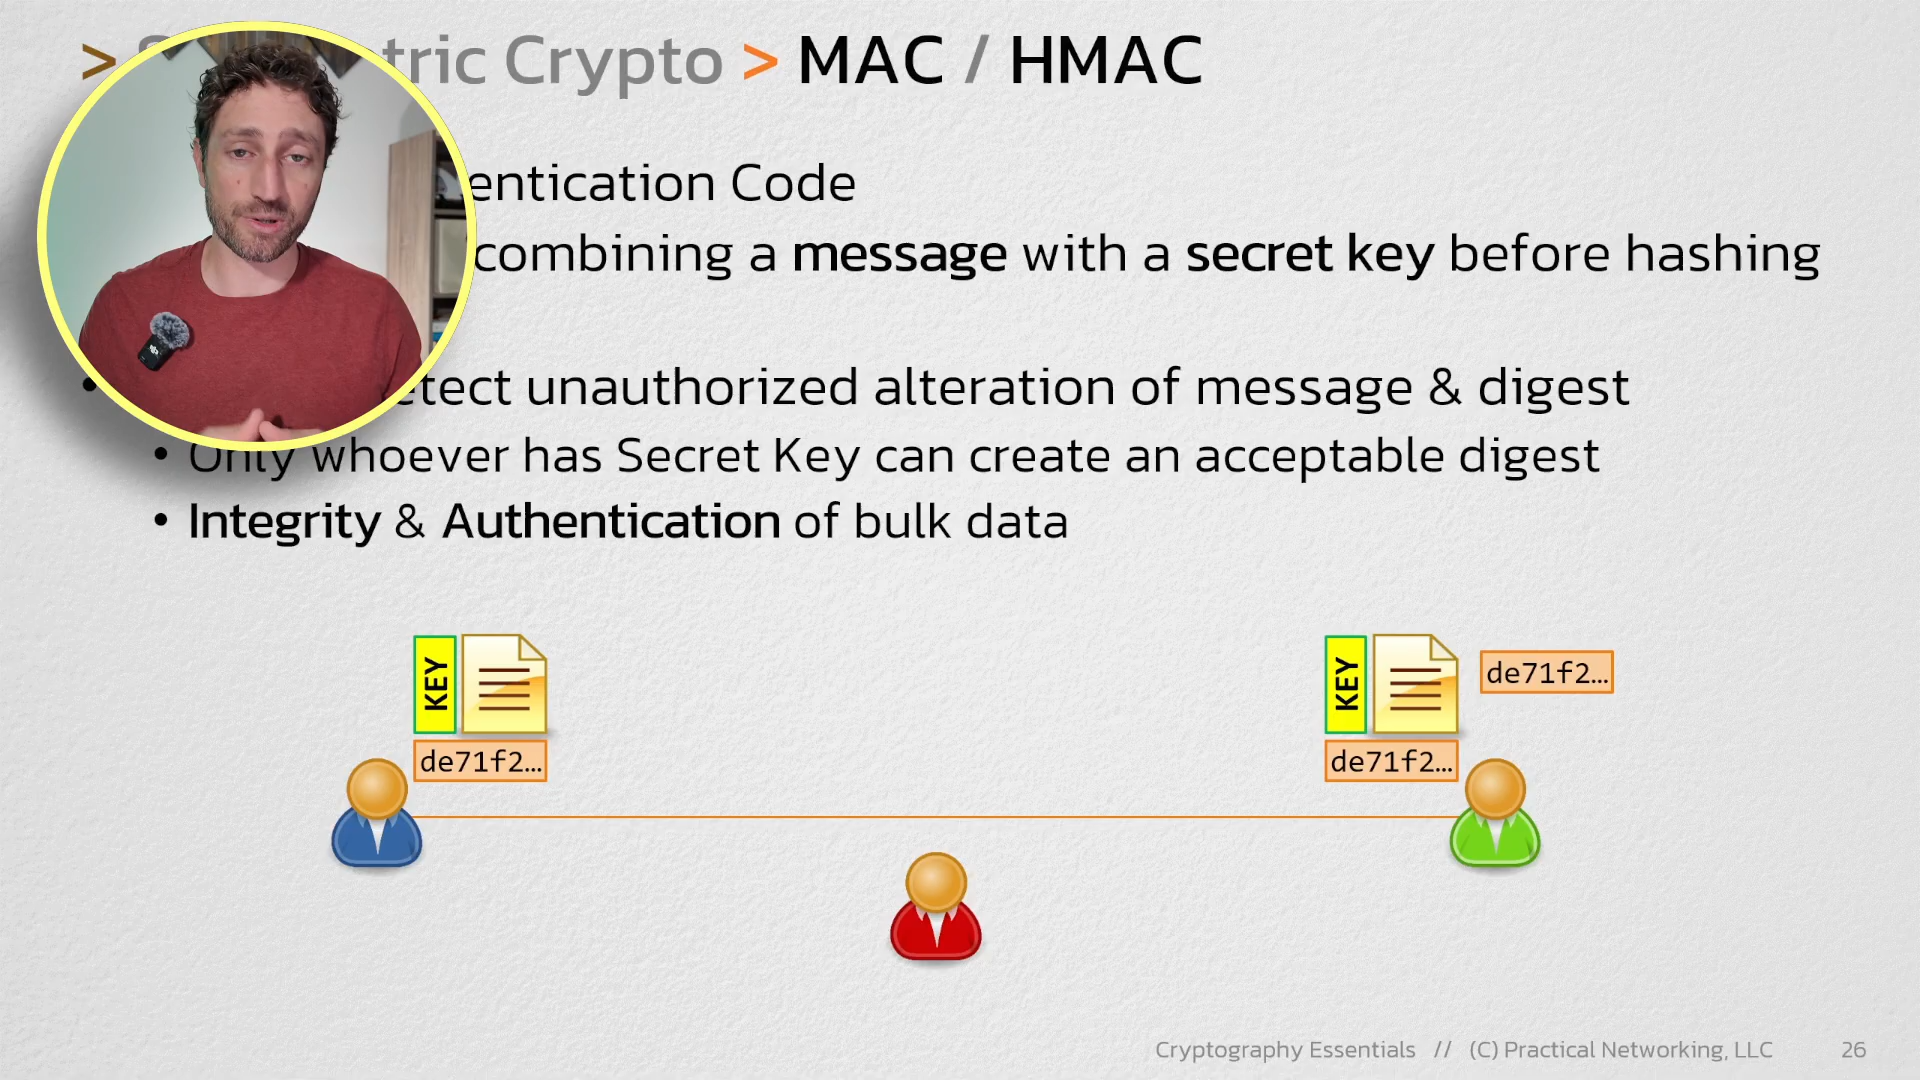 > tric Crypto > MAC / HMAC
entication Code
combining a message with a secret key before hashing
• etect unauthorized alteration of message & digest
• Only whoever has Secret Key can create an acceptable digest
• Integrity & Authentication of bulk data
KEY
de71f2...
KEY
de71f2...
de71f2...
Cryptography Essentials // (C) Practical Networking, LLC 26